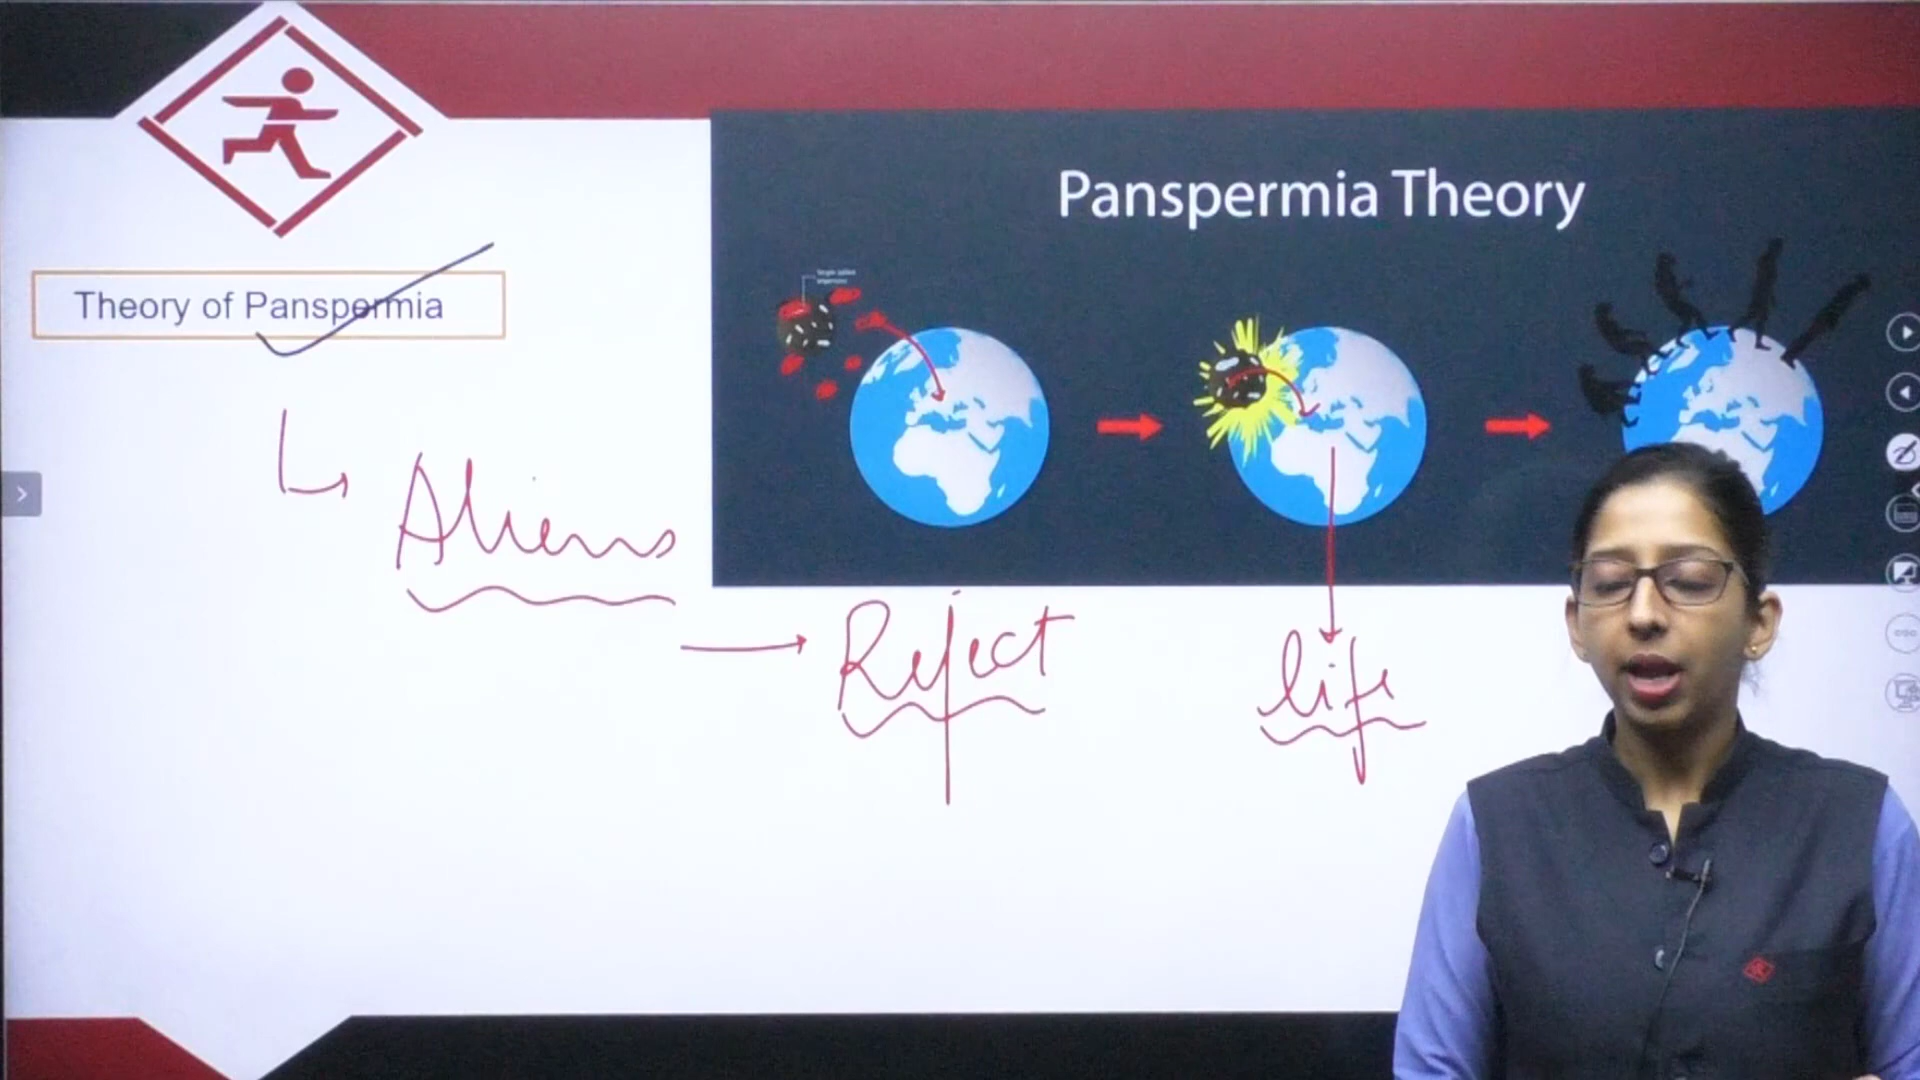 Panspermia Theory
Theory of Panspermia
Aliens
Reject
life